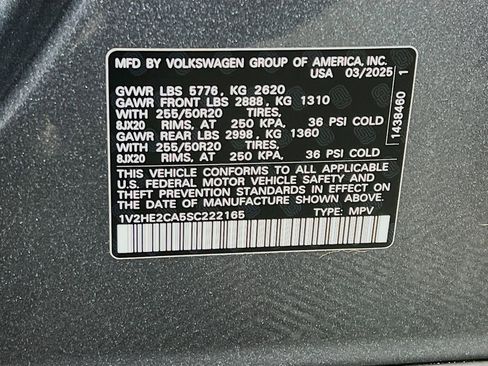 MFD BY VOLKSWAGEN GROUP OF AMERICA, INC.
USA 03/2025
GVWR LBS 5776, KG 2620
GAWR FRONT LBS 2888, KG 1310
WITH 255/50R20 TIRES,
8JX20 RIMS, AT 250 KPA, 36 PSI COLD
GAWR REAR LBS 2998, KG 1360
WITH 255/50R20 TIRES,
8JX20 RIMS, AT 250 KPA, 36 PSI COLD
THIS VEHICLE CONFORMS TO ALL APPLICABLE
U.S. FEDERAL MOTOR VEHICLE SAFETY AND
THEFT PREVENTION STANDARDS IN EFFECT ON THE
DATE OF MANUFACTURE SHOWN ABOVE.
1V2HE2CA5SC222165 TYPE: MPV
1438460 1